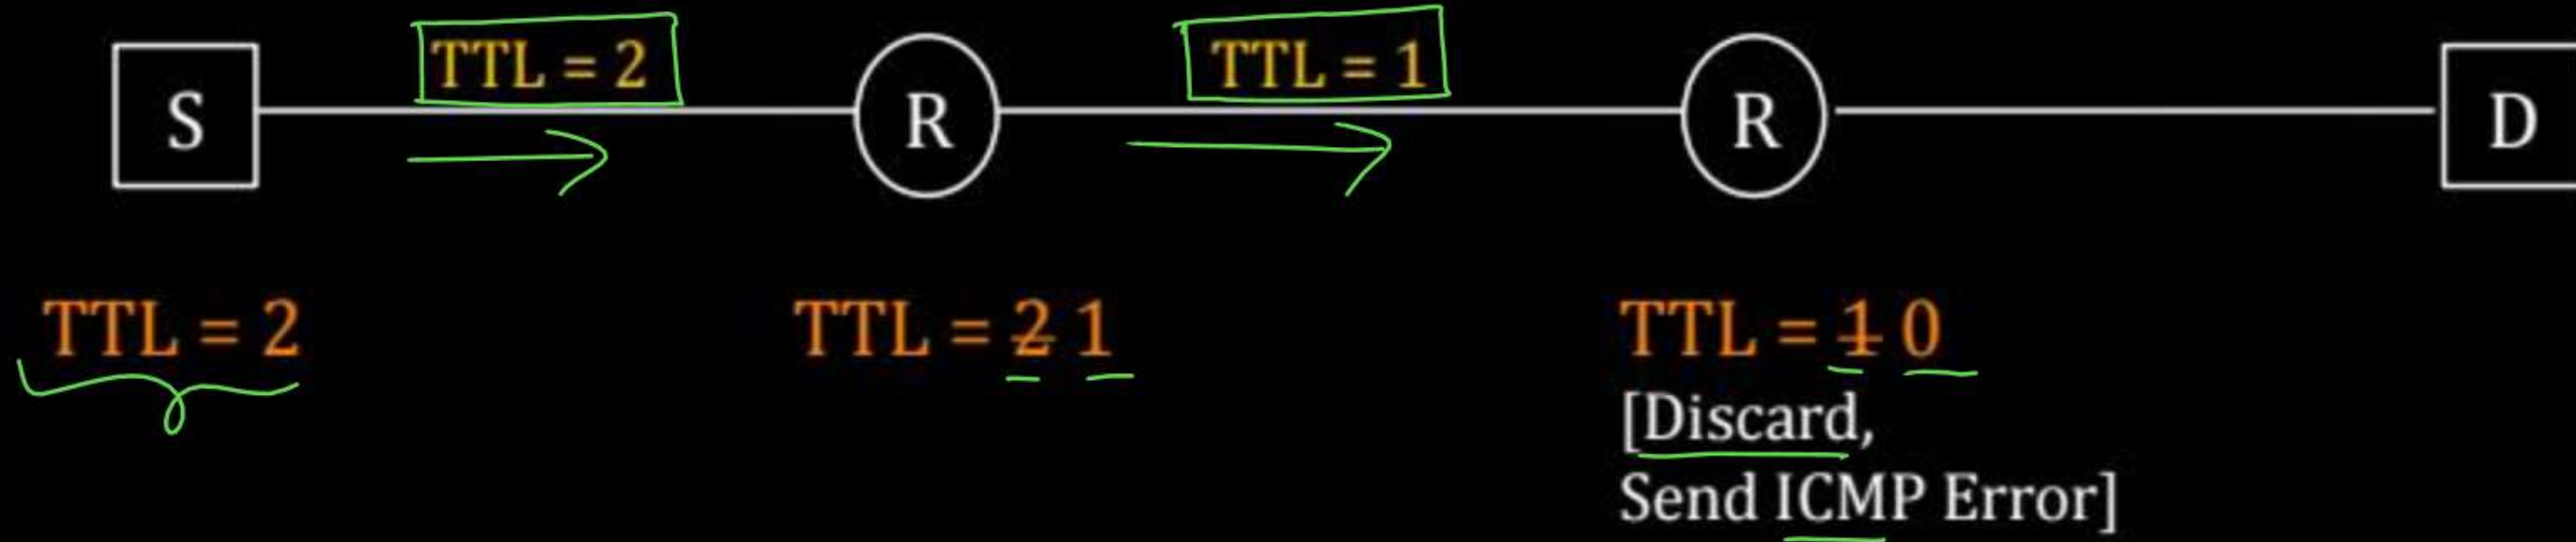 TTL = 2 TTL = 1
S R R D
TTL = 2 TTL = 2 1 TTL = 1 0
[Discard,
Send ICMP Error]